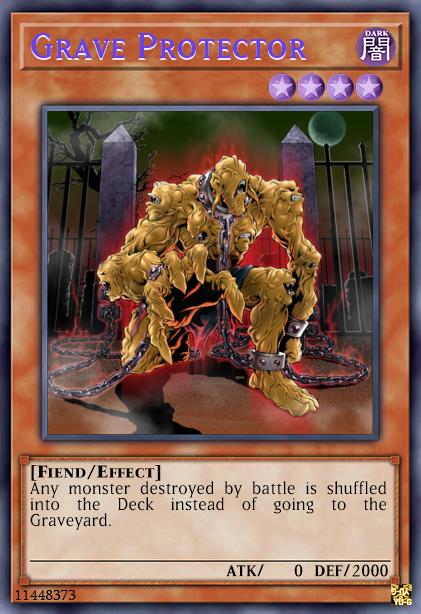 Grave Protector
DARK
闇
[Fiend/Effect]
Any monster destroyed by battle is shuffled
into the Deck instead of going to the
Graveyard.
ATK/ 0 DEF/2000
11448373